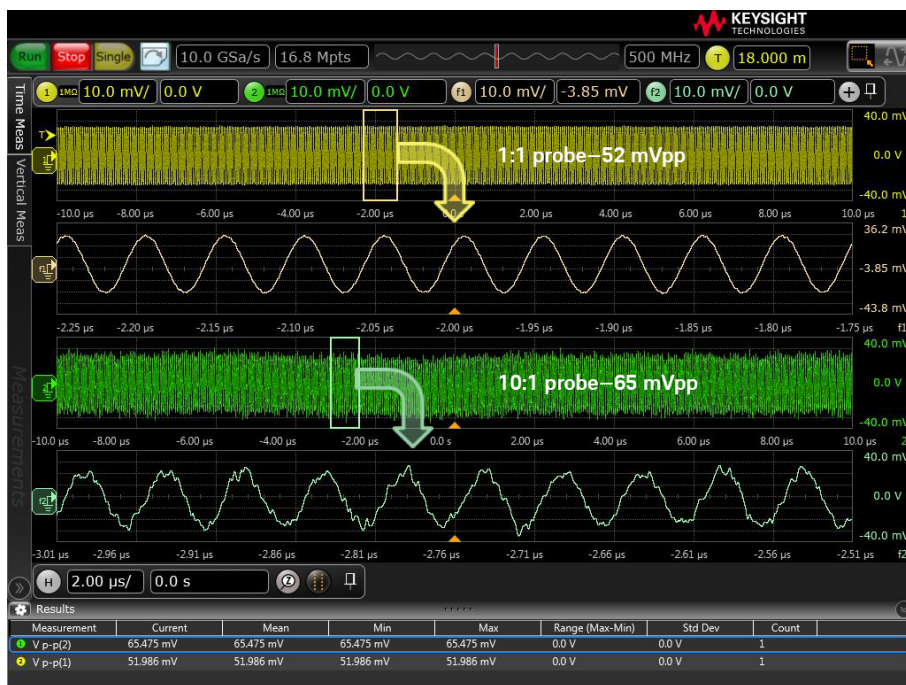 KEYSIGHT
TECHNOLOGIES
Run Stop Single 10.0 GSa/s 16.8 Mpts 500 MHz T 18.000 m
1 1MΩ 10.0 mV/ 0.0 V 2 1MΩ 10.0 mV/ 0.0 V f1 10.0 mV/ -3.85 mV f2 10.0 mV/ 0.0 V
Time Meas
Vertical Meas
Measurements
40.0 mV
T
1:1 probe–52 mVpp
0.0 V
-40.0 mV
-10.0 µs -8.00 µs -6.00 µs -4.00 µs -2.00 µs 0.0 s 2.00 µs 4.00 µs 6.00 µs 8.00 µs 10.0 µs 1
36.2 mV
f1 -3.85 mV
-43.8 mV
-2.25 µs -2.20 µs -2.15 µs -2.10 µs -2.05 µs -2.00 µs -1.95 µs -1.90 µs -1.85 µs -1.80 µs -1.75 µs f1
40.0 mV
10:1 probe–65 mVpp
0.0 V
-40.0 mV
-10.0 µs -8.00 µs -6.00 µs -4.00 µs -2.00 µs 0.0 s 2.00 µs 4.00 µs 6.00 µs 8.00 µs 10.0 µs 2
40.0 mV
f2 0.0 V
-40.0 mV
-3.01 µs -2.96 µs -2.91 µs -2.86 µs -2.81 µs -2.76 µs -2.71 µs -2.66 µs -2.61 µs -2.56 µs -2.51 µs f2
H 2.00 µs/ 0.0 s Z
Results
Measurement Current Mean Min Max Range (Max-Min) Std Dev Count
1 V p-p(2) 65.475 mV 65.475 mV 65.475 mV 65.475 mV 0.0 V 0.0 V 1
2 V p-p(1) 51.986 mV 51.986 mV 51.986 mV 51.986 mV 0.0 V 0.0 V 1